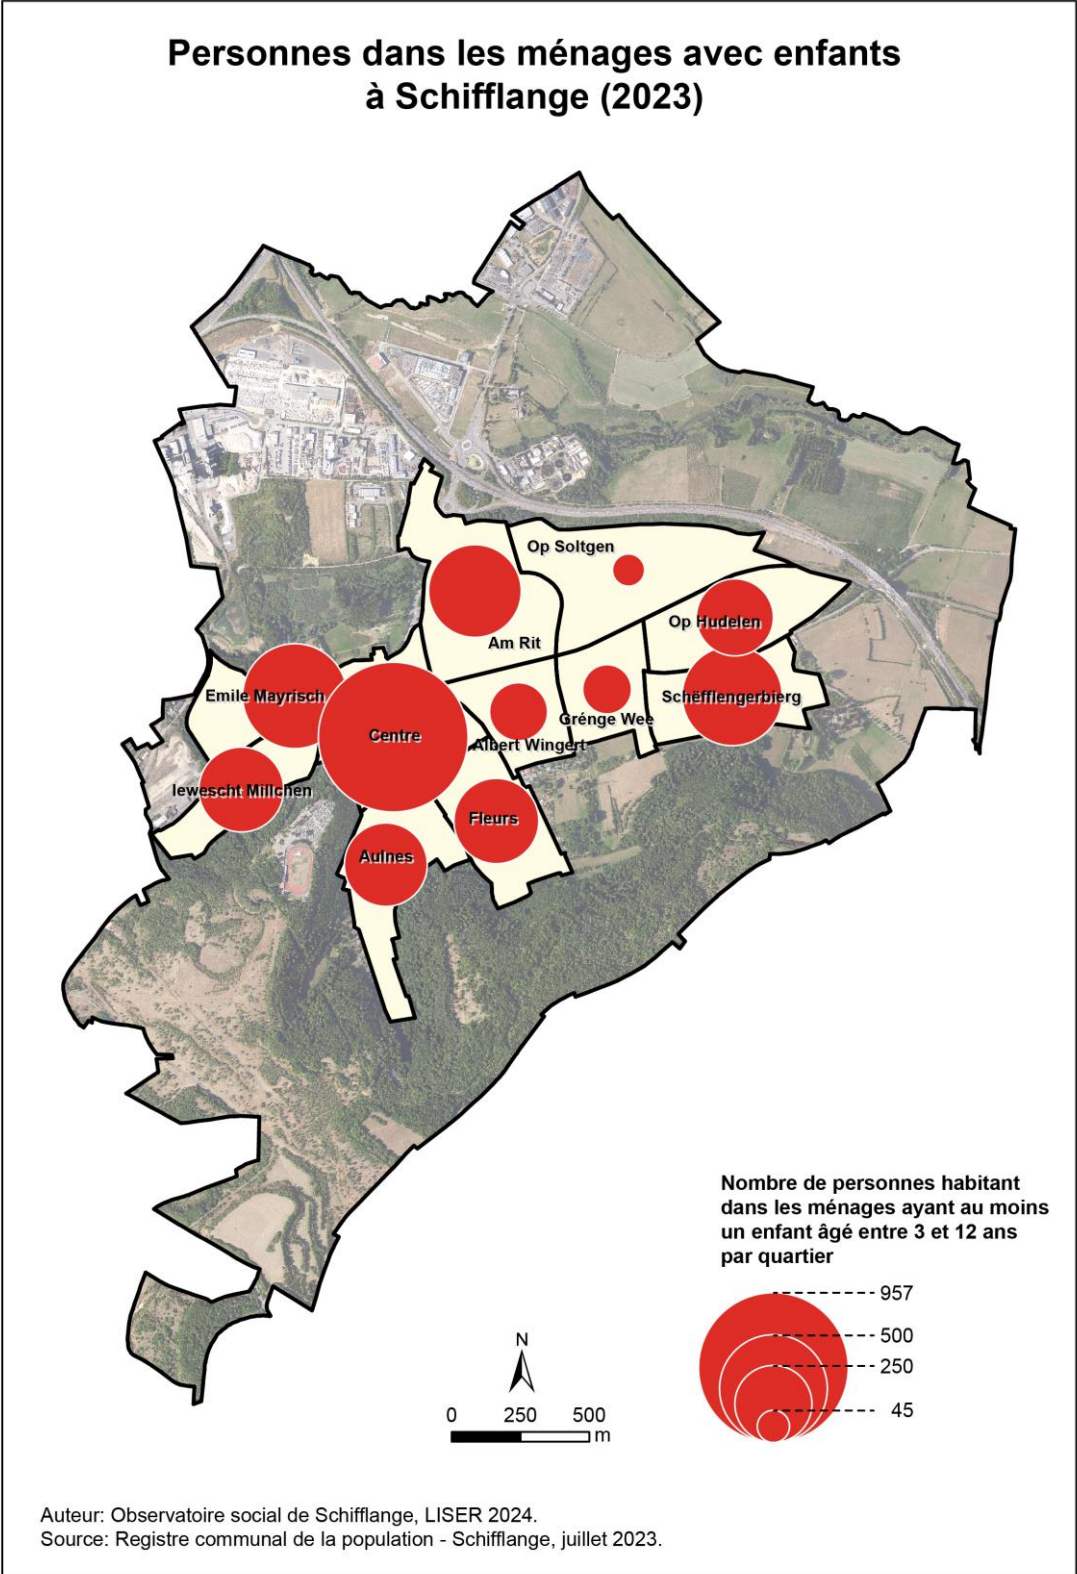 Personnes dans les ménages avec enfants
à Schifflange (2023)
Op Soltgen
Op Hudelen
Am Rit
Emile Mayrisch
Schëfflengerbierg
Grénge Wee
Centre
Albert Wingert
Iewescht Millchen
Fleurs
Aulnes
Nombre de personnes habitant
dans les ménages ayant au moins
un enfant âgé entre 3 et 12 ans
par quartier
957
500
250
45
N
0 250 500
m
Auteur: Observatoire social de Schifflange, LISER 2024.
Source: Registre communal de la population - Schifflange, juillet 2023.